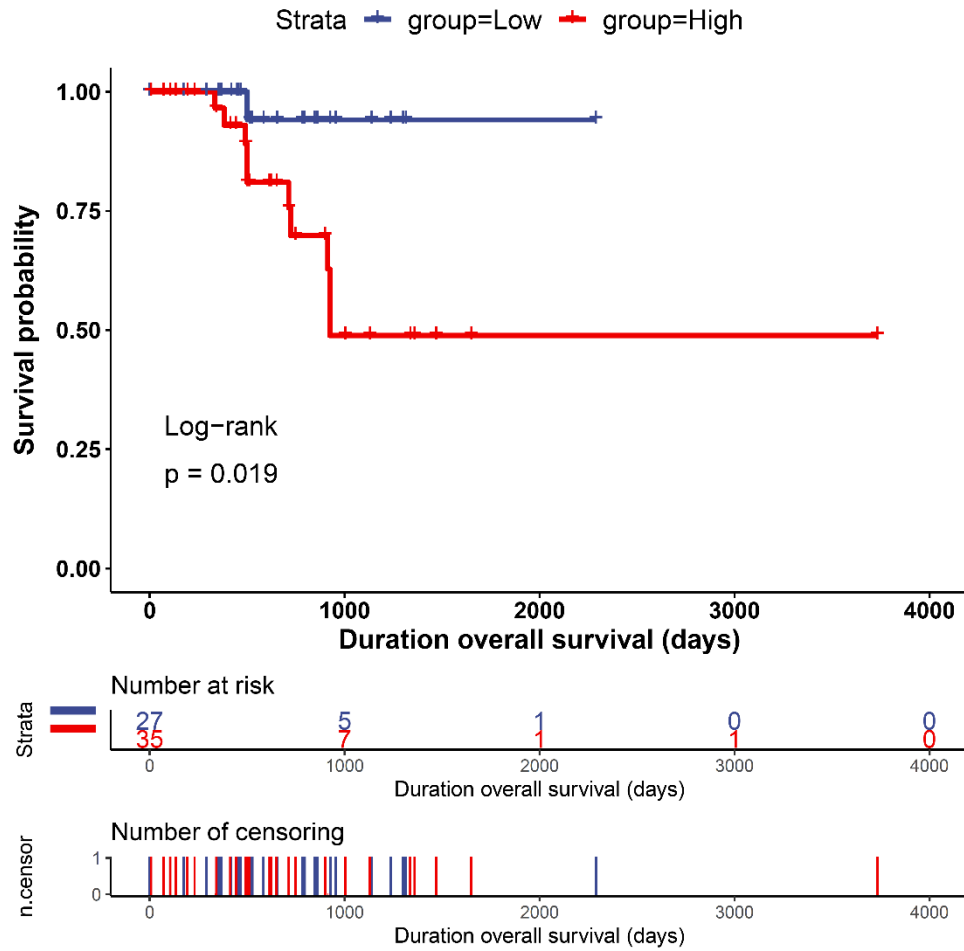 Strata group=Low group=High
Survival probability
1.00
0.75
0.50
0.25
0.00
Log-rank
p = 0.019
0 1000 2000 3000 4000
Duration overall survival (days)
Number at risk
Strata
27 5 1 0 0
35 7 1 1 0
0 1000 2000 3000 4000
Duration overall survival (days)
Number of censoring
n.censor
1
0
0 1000 2000 3000 4000
Duration overall survival (days)